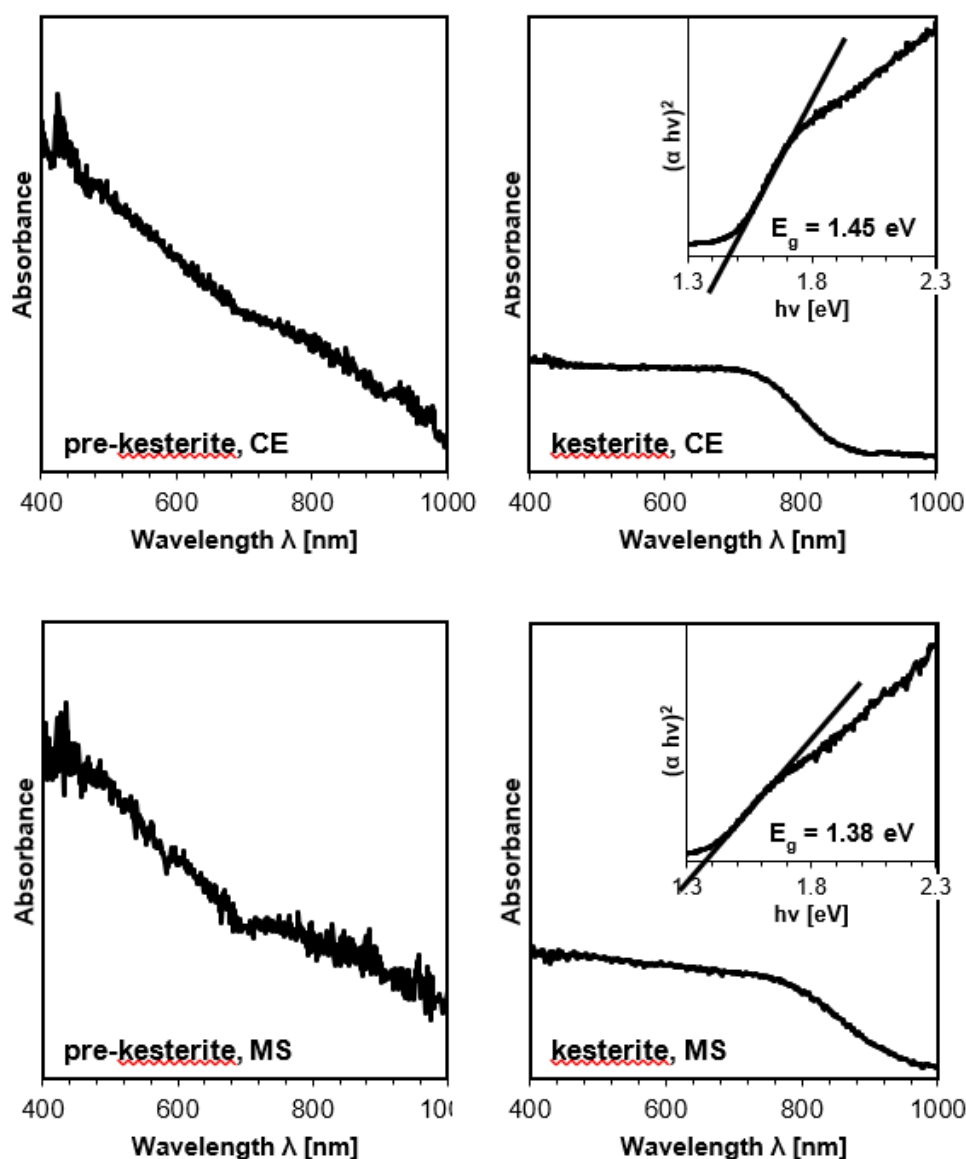 Absorbance
pre-kesterite, CE
400
600
800
1000
Wavelength λ [nm]
Absorbance
(α hν)²
E_g = 1.45 eV
1.3
1.8
2.3
hν [eV]
kesterite, CE
400
600
800
1000
Wavelength λ [nm]
Absorbance
pre-kesterite, MS
400
600
800
100
Wavelength λ [nm]
Absorbance
(α hν)²
E_g = 1.38 eV
1.3
1.8
2.3
hν [eV]
kesterite, MS
400
600
800
1000
Wavelength λ [nm]